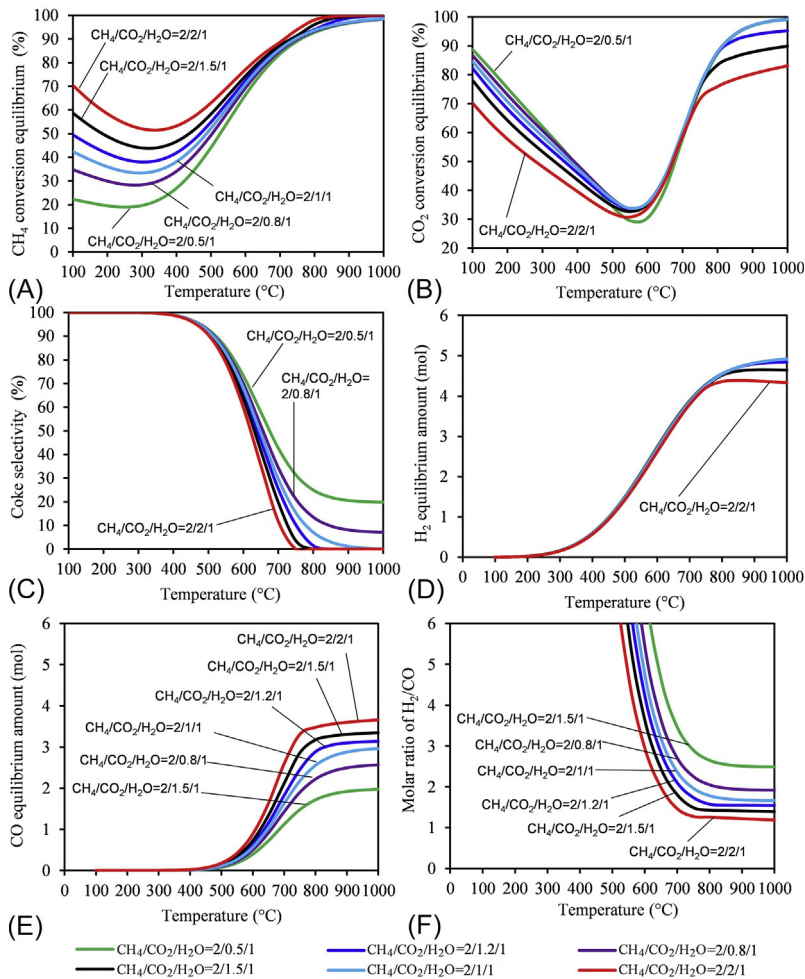 CH₄ conversion equilibrium (%)
100
90
80
70
60
50
40
30
20
10
0
CH₄/CO₂/H₂O=2/2/1
CH₄/CO₂/H₂O=2/1.5/1
CH₄/CO₂/H₂O=2/1/1
CH₄/CO₂/H₂O=2/0.8/1
CH₄/CO₂/H₂O=2/0.5/1
100 200 300 400 500 600 700 800 900 1000
Temperature (°C)
(A)
CO₂ conversion equilibrium (%)
100
90
80
70
60
50
40
30
20
CH₄/CO₂/H₂O=2/0.5/1
CH₄/CO₂/H₂O=2/2/1
100 200 300 400 500 600 700 800 900 1000
Temperature (°C)
(B)
Coke selectivity (%)
100
90
80
70
60
50
40
30
20
10
0
CH₄/CO₂/H₂O=2/0.5/1
CH₄/CO₂/H₂O=
2/0.8/1
CH₄/CO₂/H₂O=2/2/1
100 200 300 400 500 600 700 800 900 1000
Temperature (°C)
(C)
H₂ equilibrium amount (mol)
6
5
4
3
2
1
0
CH₄/CO₂/H₂O=2/2/1
0 100 200 300 400 500 600 700 800 900 1000
Temperature (°C)
(D)
CO equilibrium amount (mol)
6
5
4
3
2
1
0
CH₄/CO₂/H₂O=2/2/1
CH₄/CO₂/H₂O=2/1.5/1
CH₄/CO₂/H₂O=2/1.2/1
CH₄/CO₂/H₂O=2/1/1
CH₄/CO₂/H₂O=2/0.8/1
CH₄/CO₂/H₂O=2/1.5/1
0 100 200 300 400 500 600 700 800 900 1000
Temperature (°C)
(E)
Molar ratio of H₂/CO
6
5
4
3
2
1
0
CH₄/CO₂/H₂O=2/1.5/1
CH₄/CO₂/H₂O=2/0.8/1
CH₄/CO₂/H₂O=2/1/1
CH₄/CO₂/H₂O=2/1.2/1
CH₄/CO₂/H₂O=2/1.5/1
CH₄/CO₂/H₂O=2/2/1
0 100 200 300 400 500 600 700 800 900 1000
Temperature (°C)
(F)
CH₄/CO₂/H₂O=2/0.5/1 CH₄/CO₂/H₂O=2/1.2/1 CH₄/CO₂/H₂O=2/0.8/1
CH₄/CO₂/H₂O=2/1.5/1 CH₄/CO₂/H₂O=2/1/1 CH₄/CO₂/H₂O=2/2/1